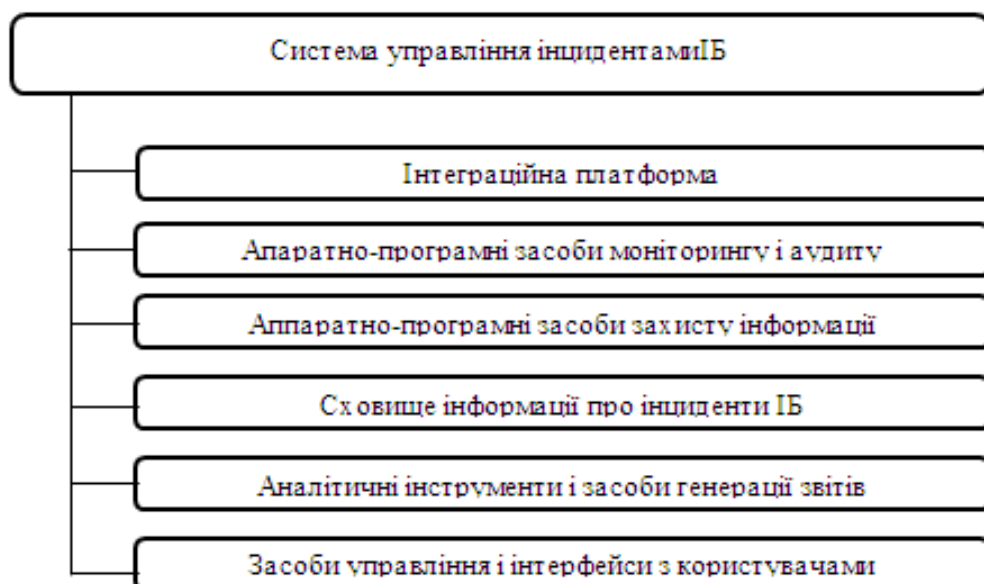 Система управління інцидентамиІБ
Інтеграційна платформа
Апаратно-програмні засоби моніторингу і аудиту
Аппаратно-програмні засоби захисту інформації
Сховище інформації про інциденти ІБ
Аналітичні інструменти і засоби генерації звітів
Засоби управління і інтерфейси з користувачами